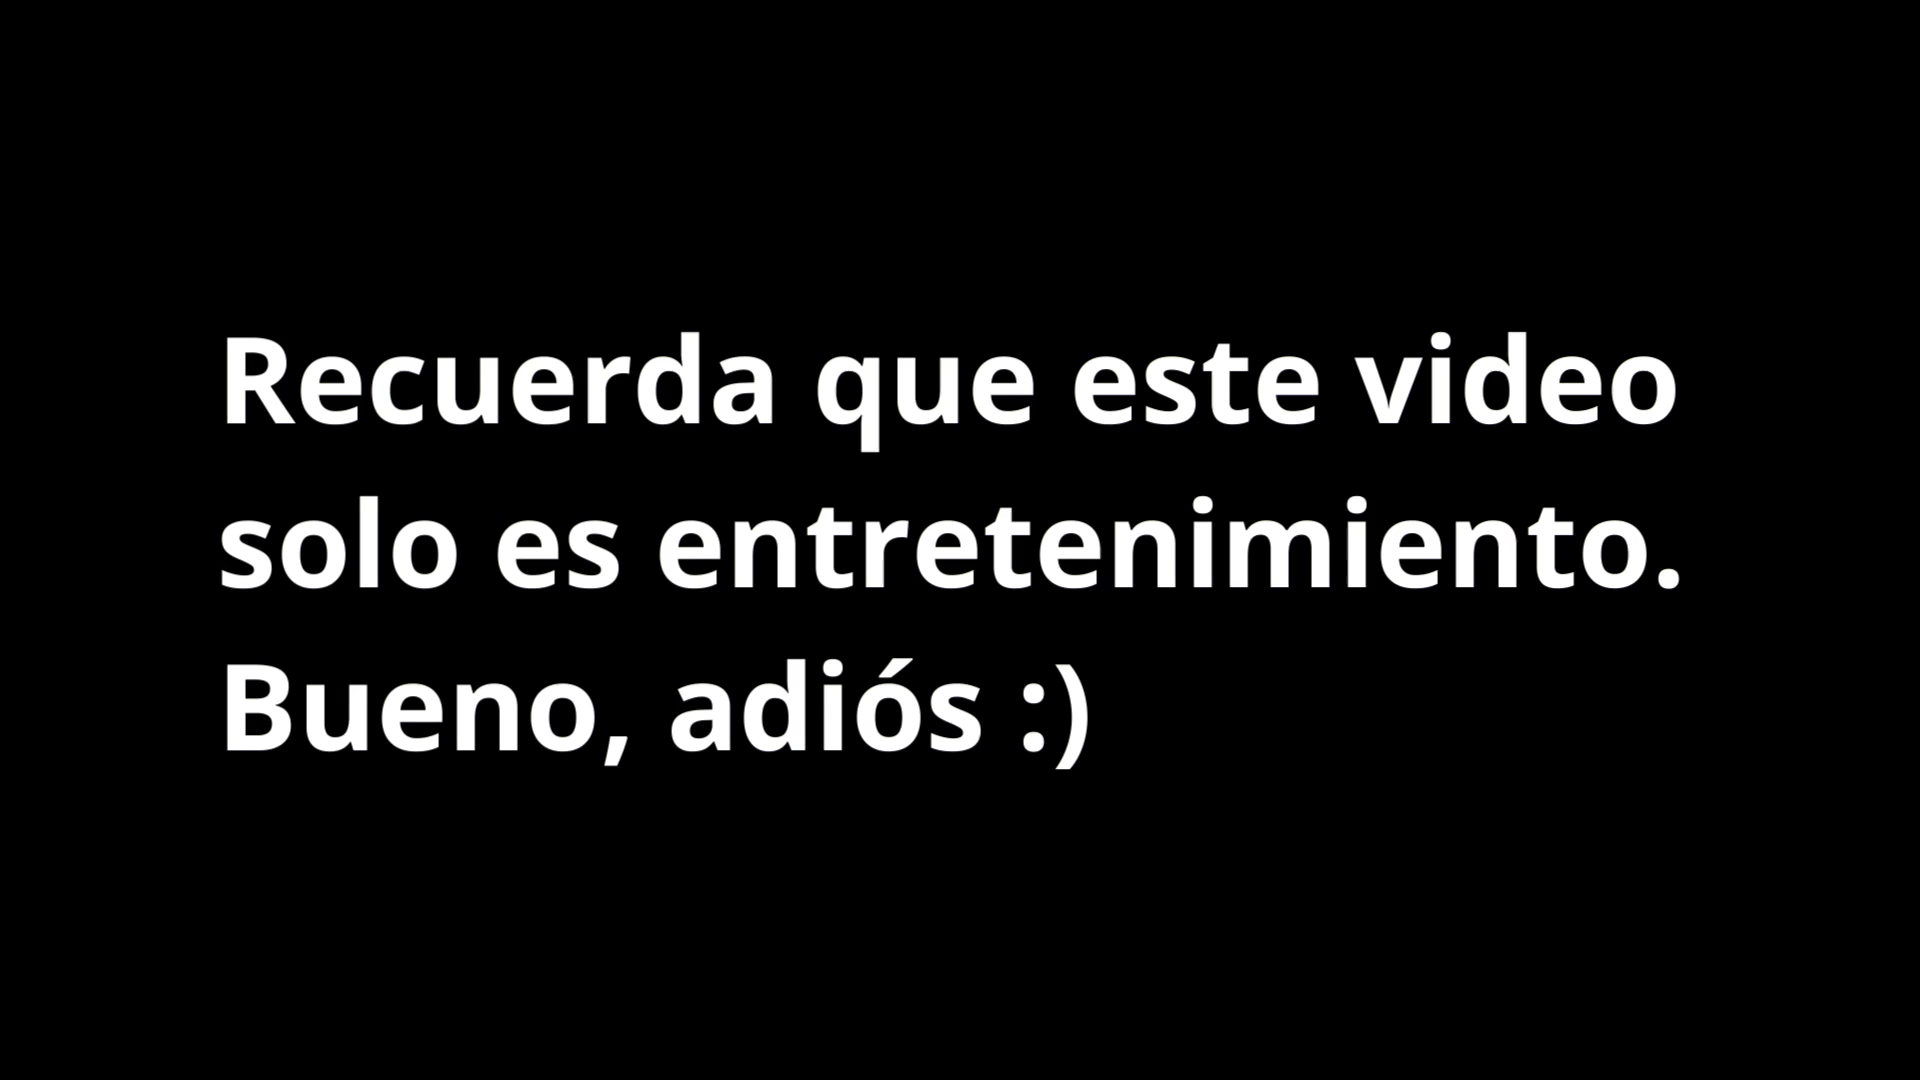 Recuerda que este video
solo es entretenimiento.
Bueno, adiós :)